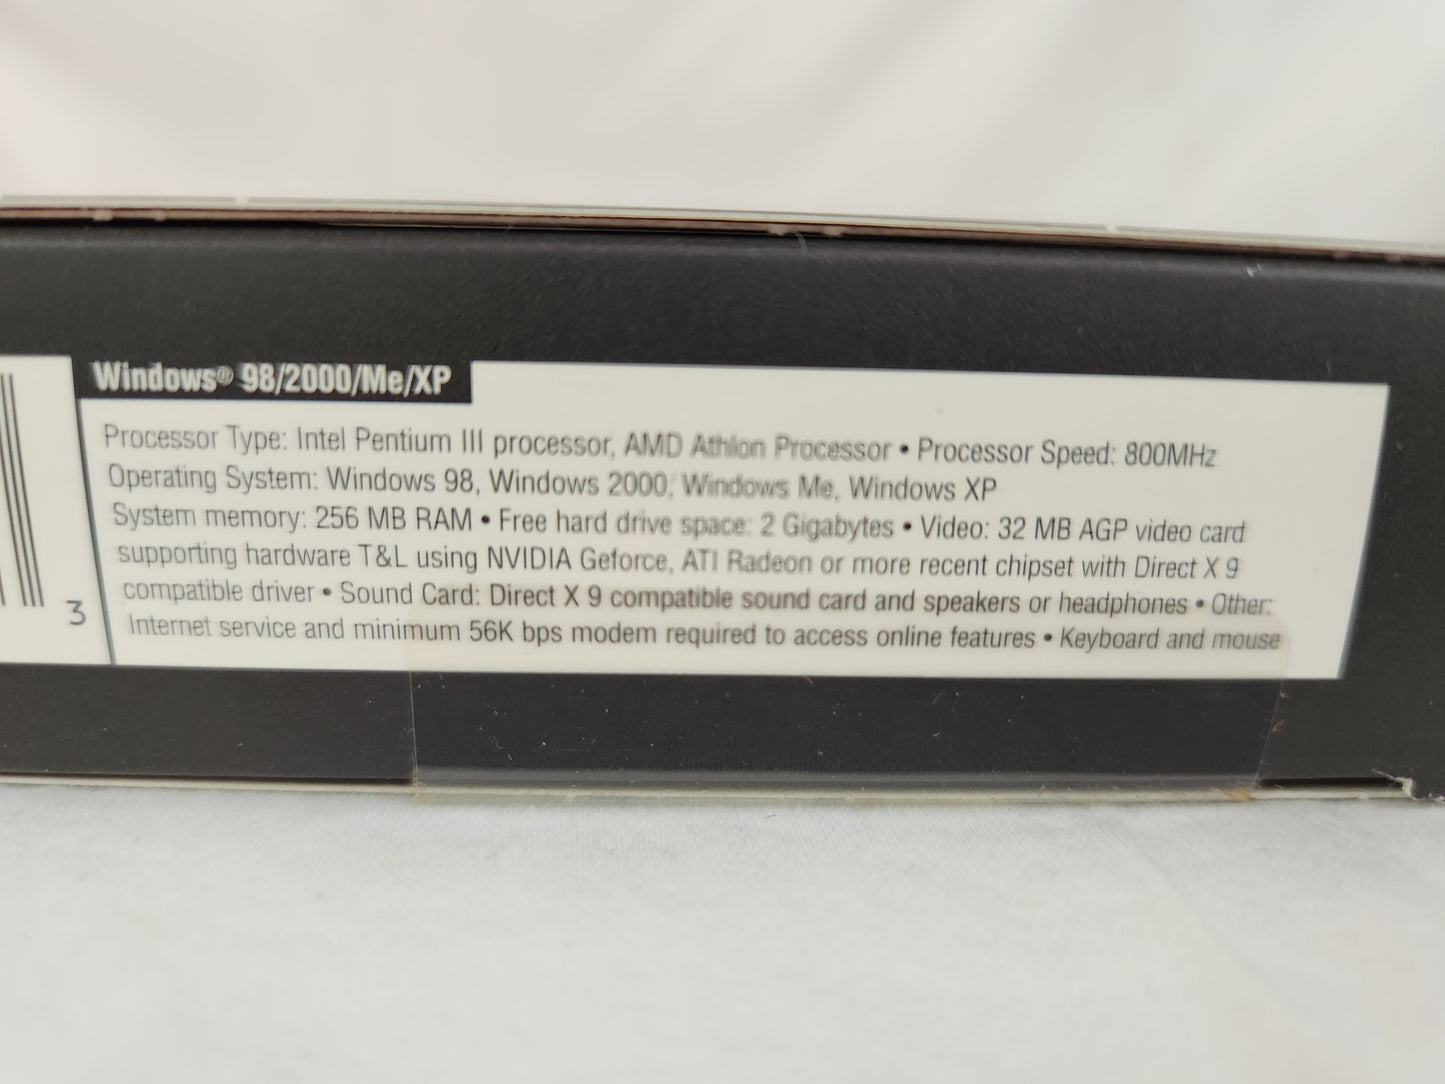 Windows® 98/2000/Me/XP
Processor Type: Intel Pentium III processor, AMD Athlon Processor • Processor Speed: 800MHz
Operating System: Windows 98, Windows 2000, Windows Me, Windows XP
System memory: 256 MB RAM • Free hard drive space: 2 Gigabytes • Video: 32 MB AGP video card
supporting hardware T&L using NVIDIA Geforce, ATI Radeon or more recent chipset with Direct X 9
compatible driver • Sound Card: Direct X 9 compatible sound card and speakers or headphones • Other:
Internet service and minimum 56K bps modem required to access online features • Keyboard and mouse
3